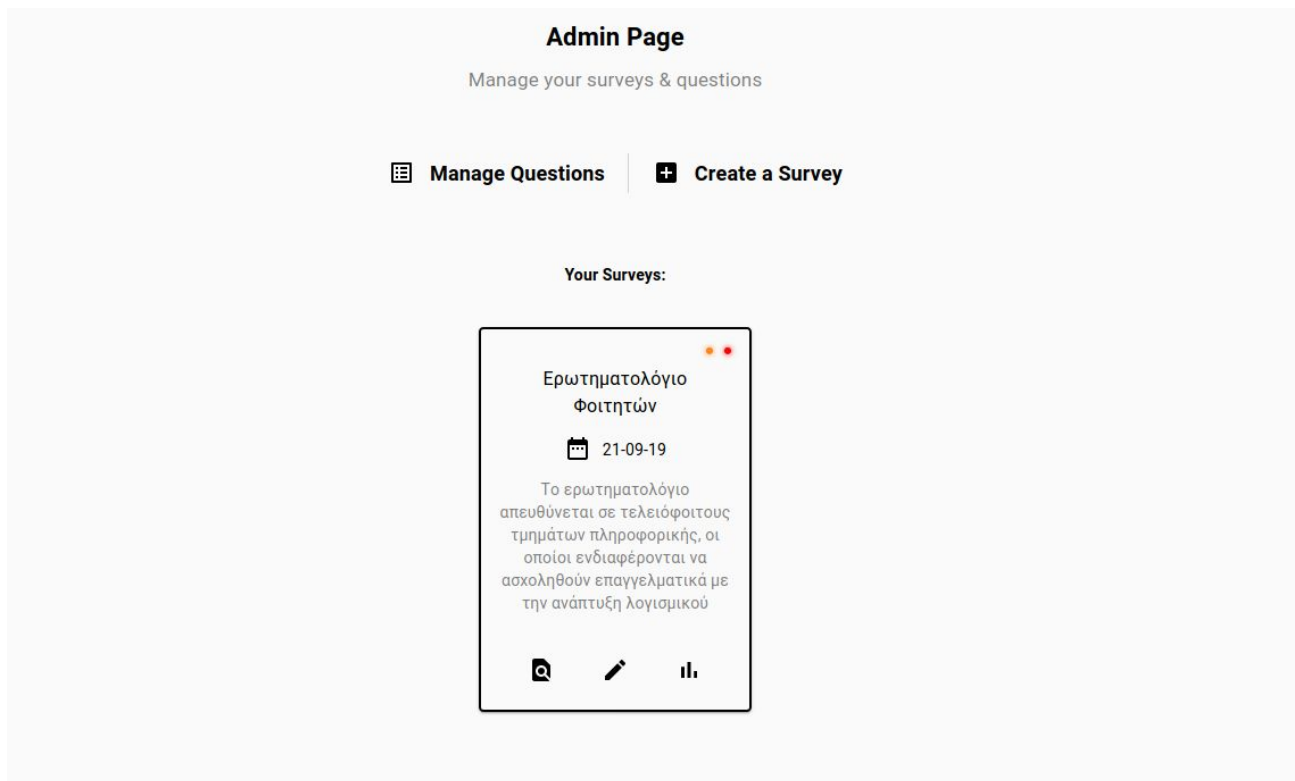 Admin Page
Manage your surveys & questions
Manage Questions
Create a Survey
Your Surveys:
Ερωτηματολόγιο
Φοιτητών
21-09-19
Το ερωτηματολόγιο
απευθύνεται σε τελειόφοιτους
τμημάτων πληροφορικής, οι
οποίοι ενδιαφέρονται να
ασχοληθούν επαγγελματικά με
την ανάπτυξη λογισμικού